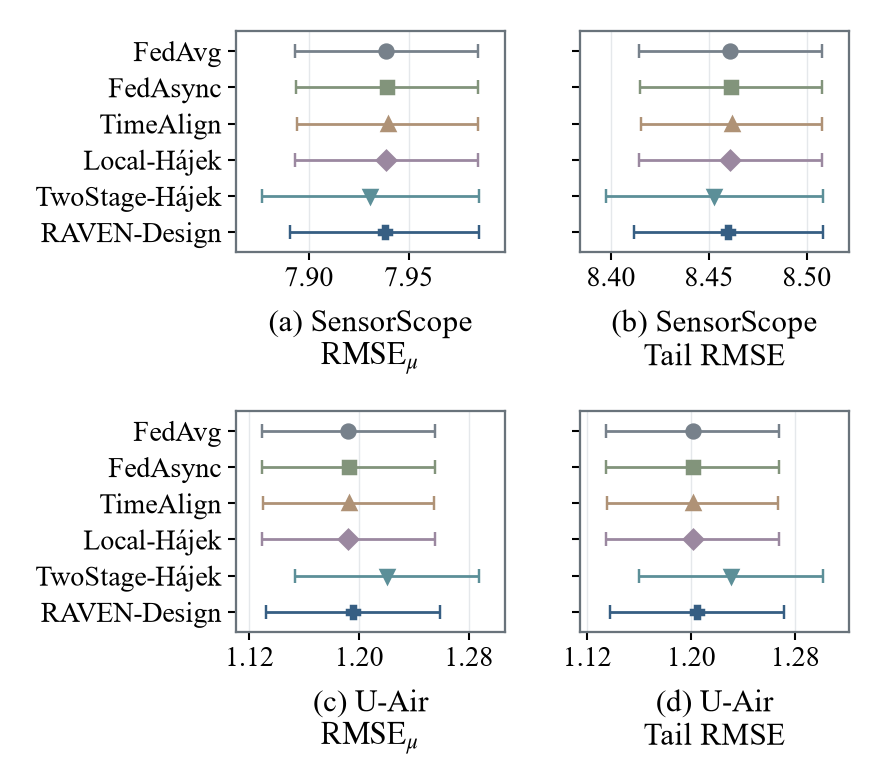 FedAvg
FedAsync
TimeAlign
Local-Hájek
TwoStage-Hájek
RAVEN-Design
7.90 7.95
8.40 8.45 8.50
(a) SensorScope
RMSEμ
(b) SensorScope
Tail RMSE
FedAvg
FedAsync
TimeAlign
Local-Hájek
TwoStage-Hájek
RAVEN-Design
1.12 1.20 1.28
1.12 1.20 1.28
(c) U-Air
RMSEμ
(d) U-Air
Tail RMSE